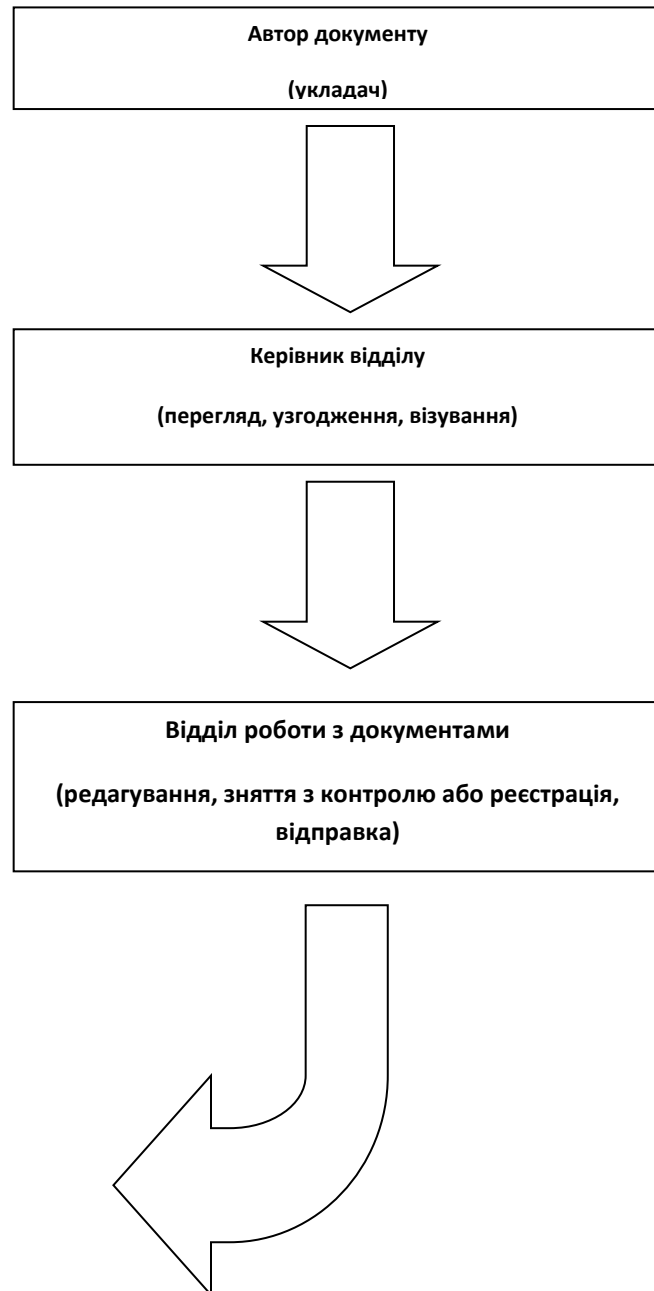 Автор документу
(укладач)
Керівник відділу
(перегляд, узгодження, візування)
Відділ роботи з документами
(редагування, зняття з контролю або реєстрація,
відправка)